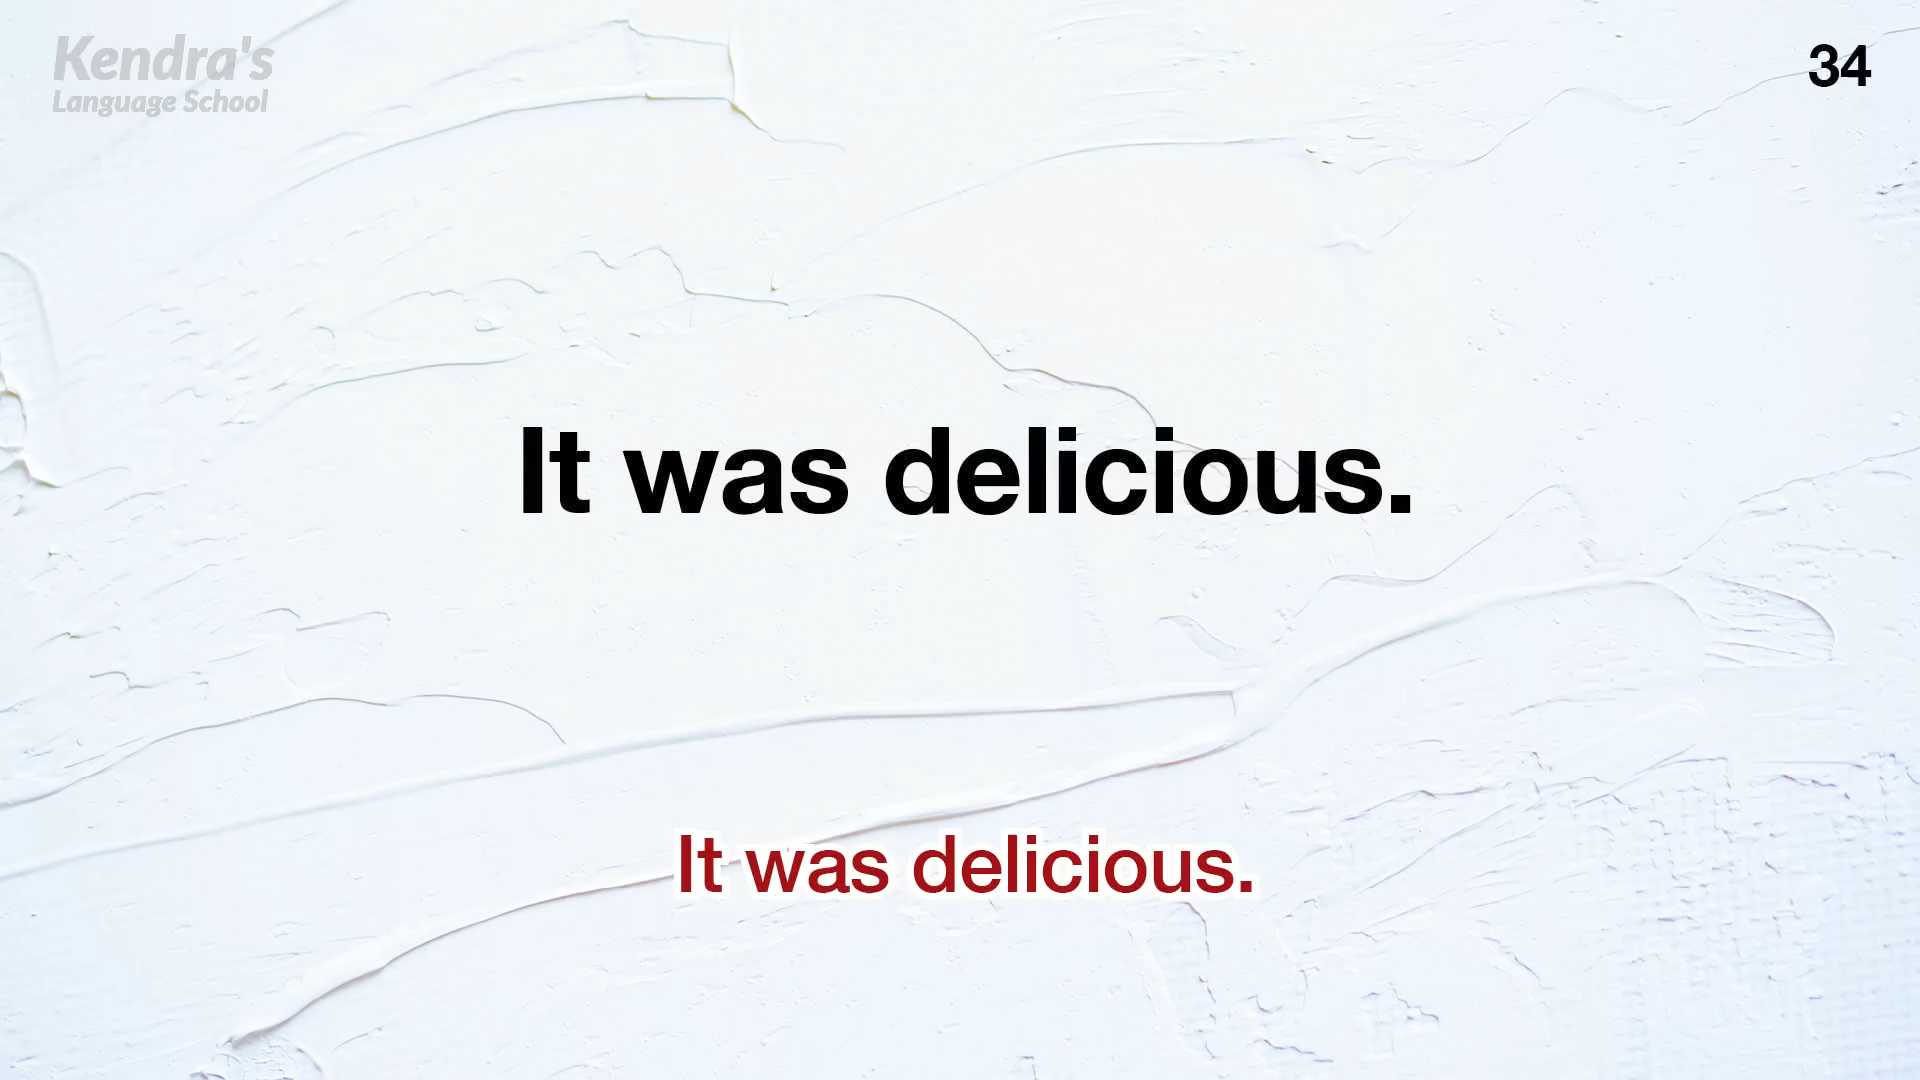 Kendra's
Language School
34
It was delicious.
It was delicious.